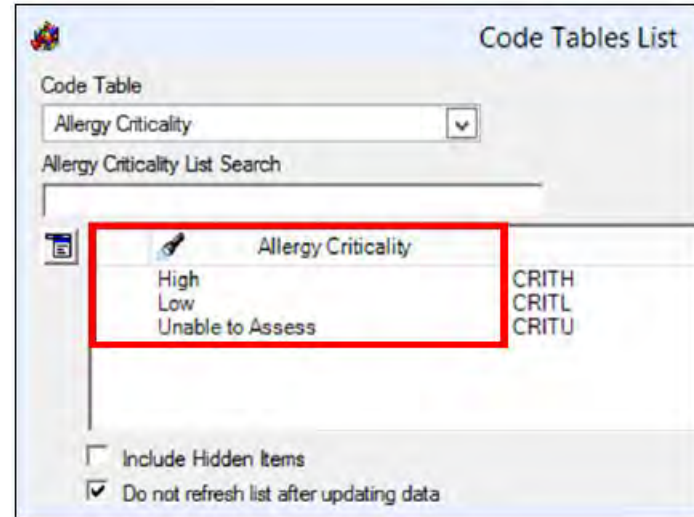 Code Tables List
Code Table
Allergy Criticality
Allergy Criticality List Search
Allergy Criticality
High CRITH
Low CRITL
Unable to Assess CRITU
Include Hidden Items
Do not refresh list after updating data